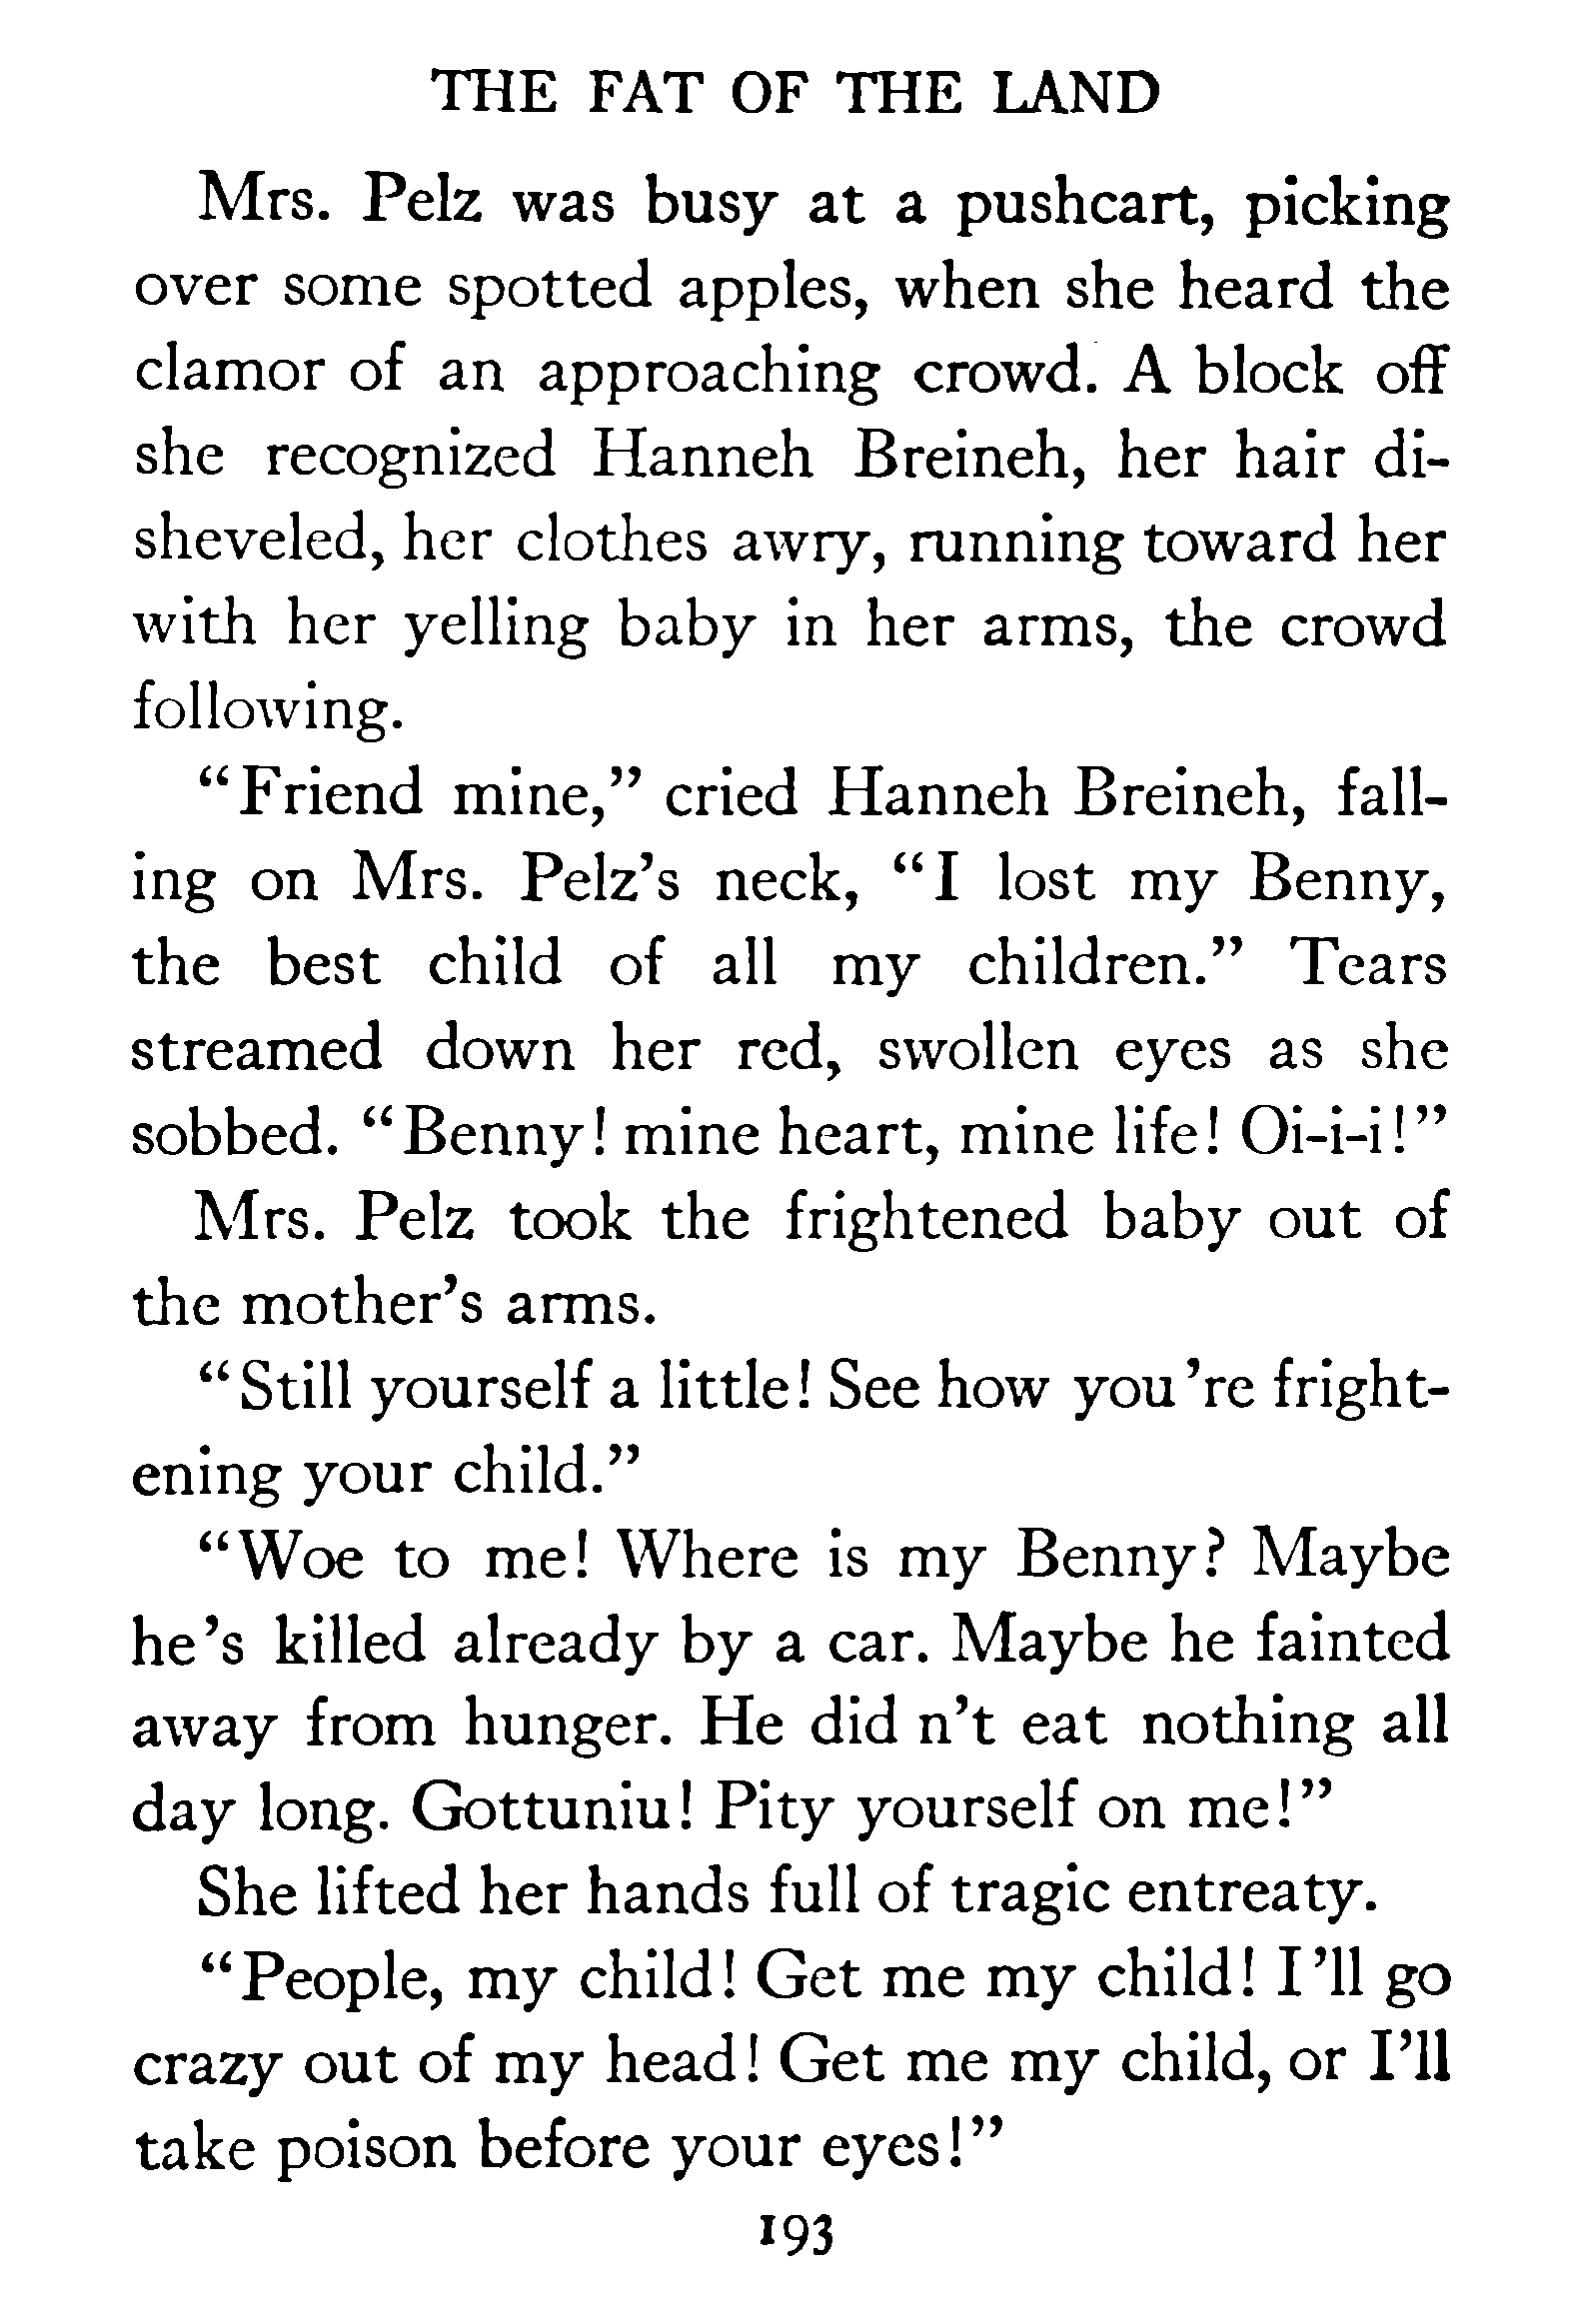 THE FAT OF THE LAND
Mrs. Pelz was busy at a pushcart, picking
over some spotted apples, when she heard the
clamor of an approaching crowd. A block off
she recognized Hanneh Breineh, her hair di-
sheveled, her clothes awry, running toward her
with her yelling baby in her arms, the crowd
following.
“Friend mine,” cried Hanneh Breineh, fall-
ing on Mrs. Pelz’s neck, “I lost my Benny,
the best child of all my children.” Tears
streamed down her red, swollen eyes as she
sobbed. “Benny! mine heart, mine life! Oi-i-i!”
Mrs. Pelz took the frightened baby out of
the mother’s arms.
“Still yourself a little! See how you ’re fright-
ening your child.”
“Woe to me! Where is my Benny? Maybe
he ’s killed already by a car. Maybe he fainted
away from hunger. He did n’t eat nothing all
day long. Gottuniu! Pity yourself on me!”
She lifted her hands full of tragic entreaty.
“People, my child! Get me my child! I ’ll go
crazy out of my head! Get me my child, or I’ll
take poison before your eyes!”
193